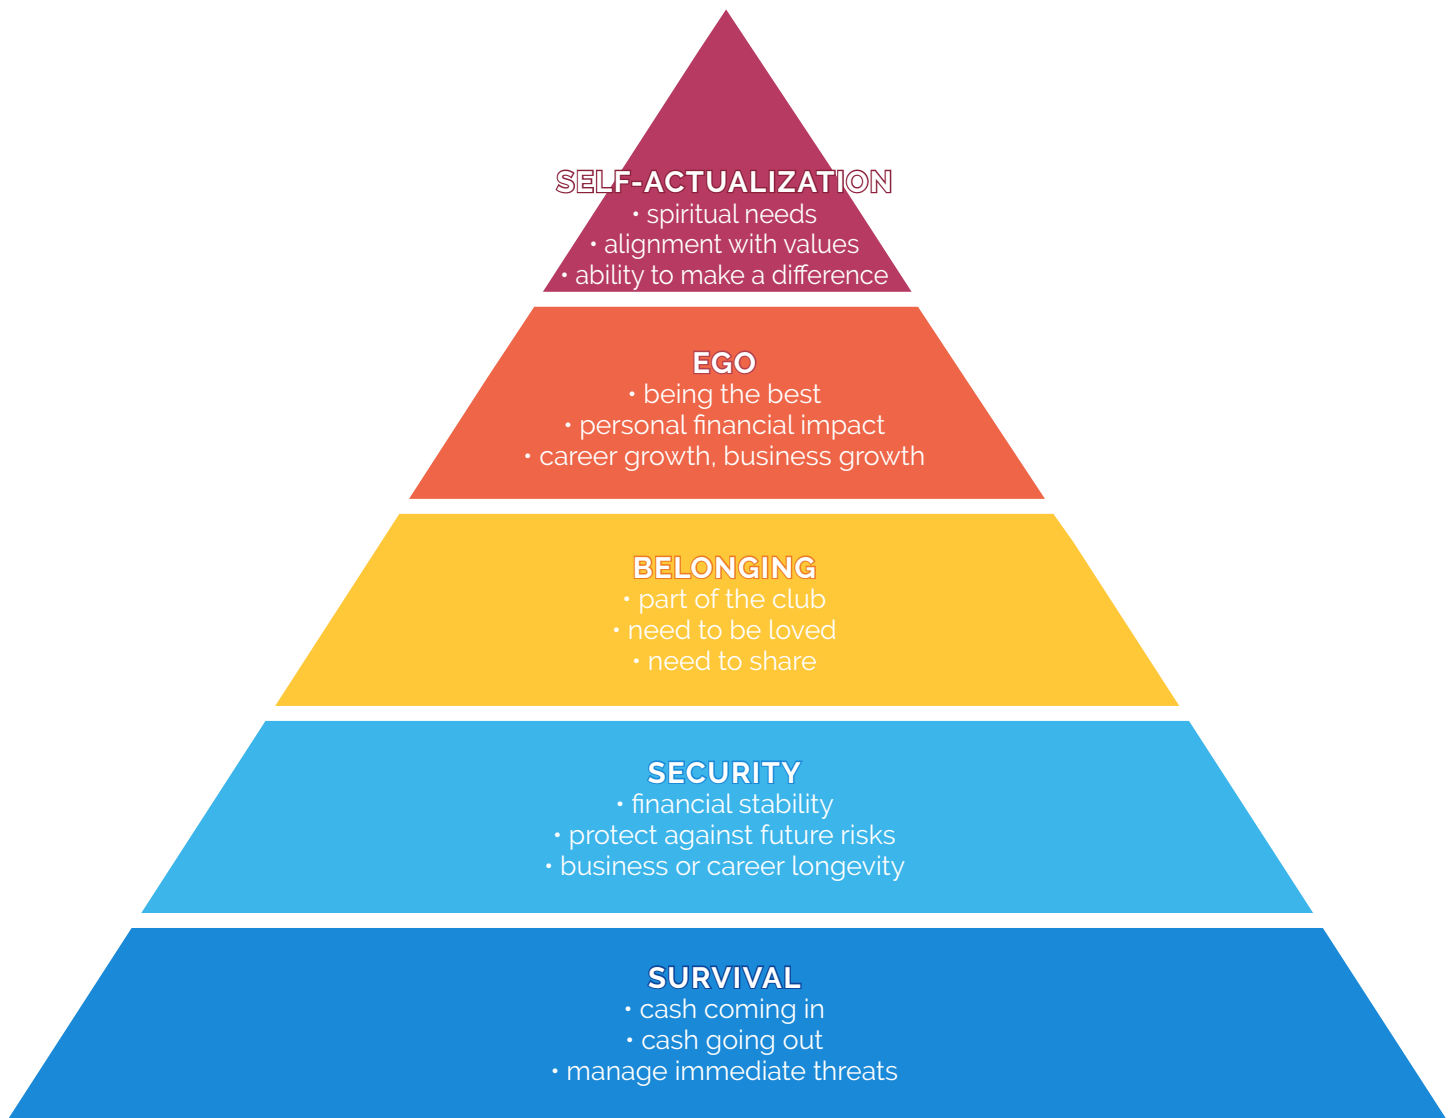 SELF-ACTUALIZATION
• spiritual needs
• alignment with values
• ability to make a difference
EGO
• being the best
• personal financial impact
• career growth, business growth
BELONGING
• part of the club
• need to be loved
• need to share
SECURITY
• financial stability
• protect against future risks
• business or career longevity
SURVIVAL
• cash coming in
• cash going out
• manage immediate threats